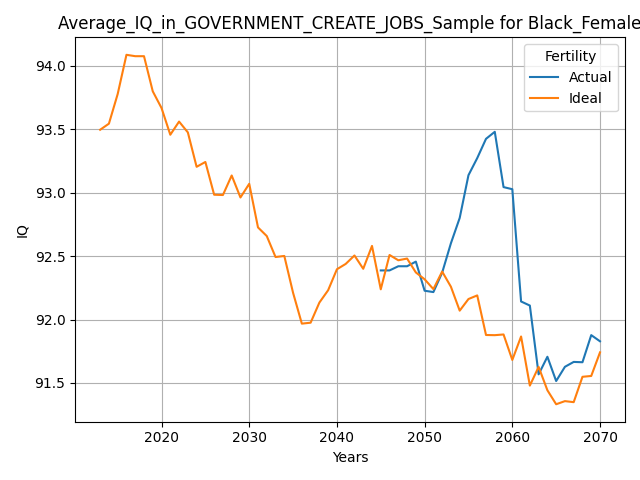 Average_IQ_in_GOVERNMENT_CREATE_JOBS_Sample for Black_Female
Fertility
Actual
Ideal
94.0
93.5
93.0
92.5
92.0
91.5
IQ
2020 2030 2040 2050 2060 2070
Years